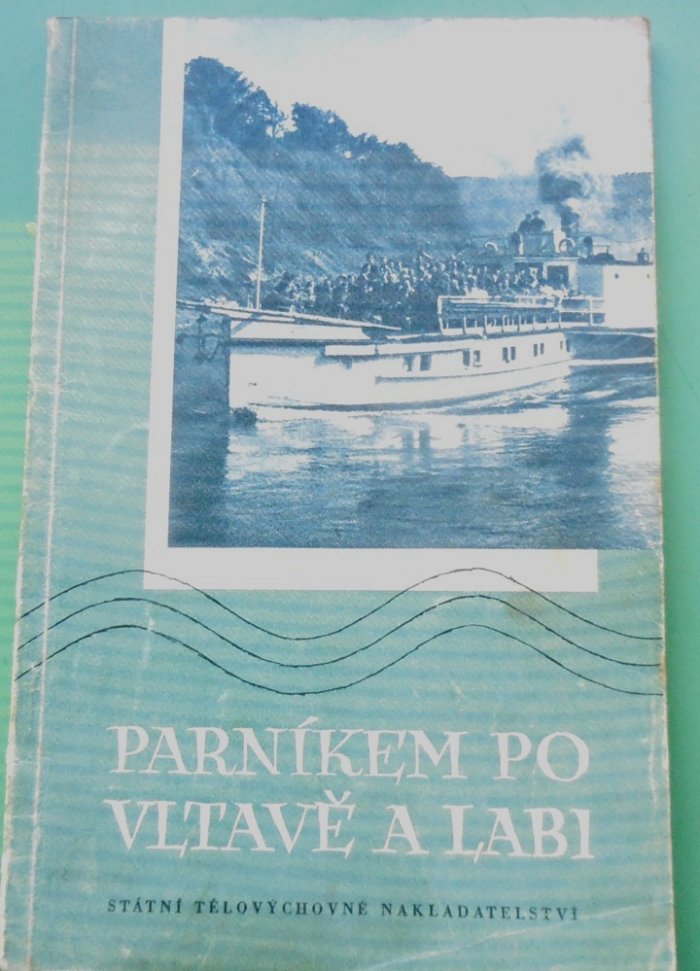 PARNÍKEM PO
VLTAVĚ A LABI
STÁTNÍ TĚLOVÝCHOVNÉ NAKLADATELSTVÍ